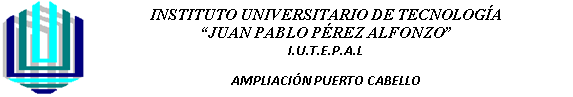 INSTITUTO UNIVERSITARIO DE TECNOLOGÍA
“JUAN PABLO PÉREZ ALFONZO”
I.U.T.E.P.A.L
AMPLIACIÓN PUERTO CABELLO